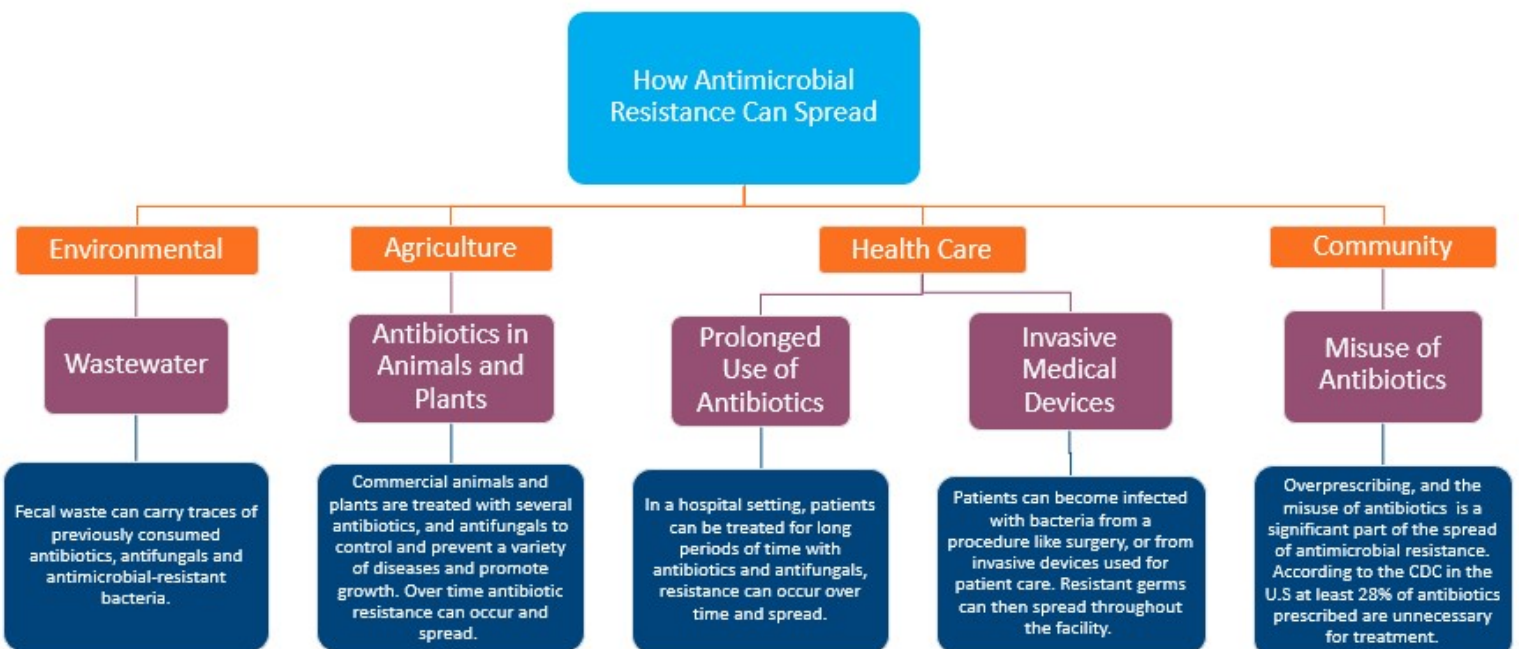 How Antimicrobial
Resistance Can Spread
Environmental
Agriculture
Health Care
Community
Wastewater
Antibiotics in
Animals and
Plants
Prolonged
Use of
Antibiotics
Invasive
Medical
Devices
Misuse of
Antibiotics
Fecal waste can carry traces of
previously consumed
antibiotics, antifungals and
antimicrobial-resistant
bacteria.
Commercial animals and
plants are treated with several
antibiotics, and antifungals to
control and prevent a variety
of diseases and promote
growth. Over time antibiotic
resistance can occur and
spread.
In a hospital setting, patients
can be treated for long
periods of time with
antibiotics and antifungals,
resistance can occur over
time and spread.
Patients can become infected
with bacteria from a
procedure like surgery, or from
invasive devices used for
patient care. Resistant germs
can then spread throughout
the facility.
Overprescribing, and the
misuse of antibiotics is a
significant part of the spread
of antimicrobial resistance.
According to the CDC in the
U.S at least 28% of antibiotics
prescribed are unnecessary
for treatment.